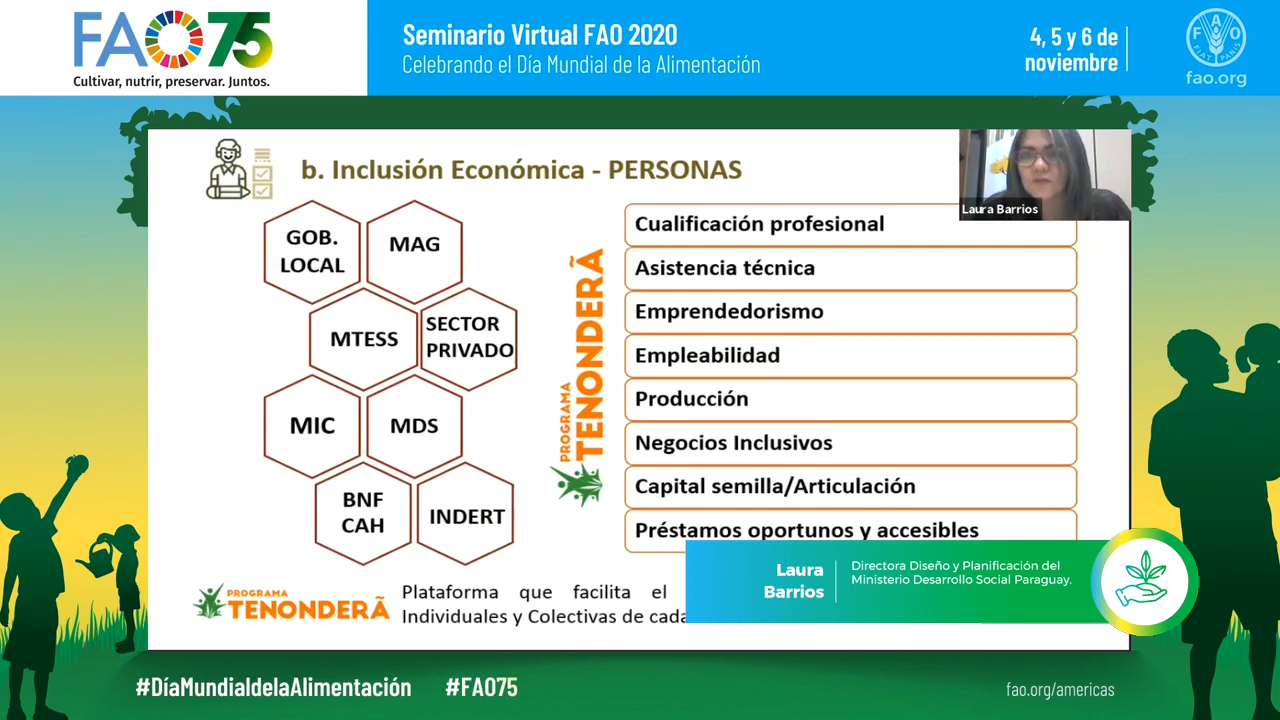 FAO75
Cultivar, nutrir, preservar. Juntos.
Seminario Virtual FAO 2020
Celebrando el Día Mundial de la Alimentación
4, 5 y 6 de
noviembre
FAO
FIAT PANIS
fao.org
b. Inclusión Económica - PERSONAS
Laura Barrios
GOB.
LOCAL
MAG
MTESS
SECTOR
PRIVADO
MIC
MDS
BNF
CAH
INDERT
PROGRAMA
TENONDERÃ
Cualificación profesional
Asistencia técnica
Emprendedorismo
Empleabilidad
Producción
Negocios Inclusivos
Capital semilla/Articulación
Préstamos oportunos y accesibles
PROGRAMA
TENONDERÃ
Plataforma que facilita el
Individuales y Colectivas de cada
Laura
Barrios
Directora Diseño y Planificación del
Ministerio Desarrollo Social Paraguay.
#DíaMundialdelaAlimentación #FAO75
fao.org/americas